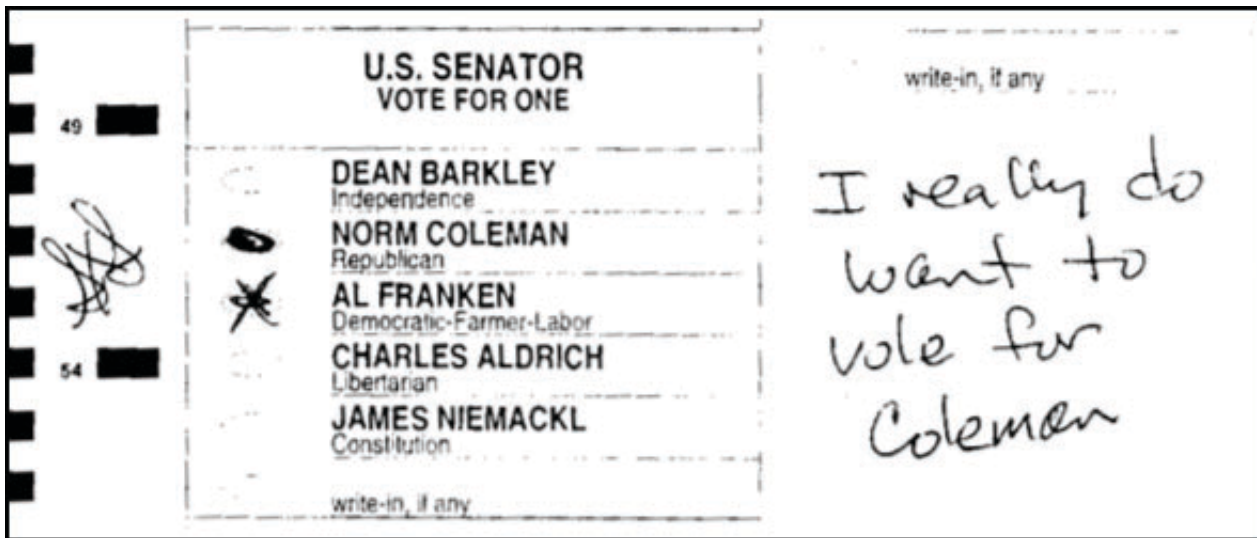 U.S. SENATOR
VOTE FOR ONE
49
DEAN BARKLEY
Independence
NORM COLEMAN
Republican
AL FRANKEN
Democratic-Farmer-Labor
54
CHARLES ALDRICH
Libertarian
JAMES NIEMACKL
Constitution
write-in, if any
write-in, if any
I really do
want to
vote for
Coleman